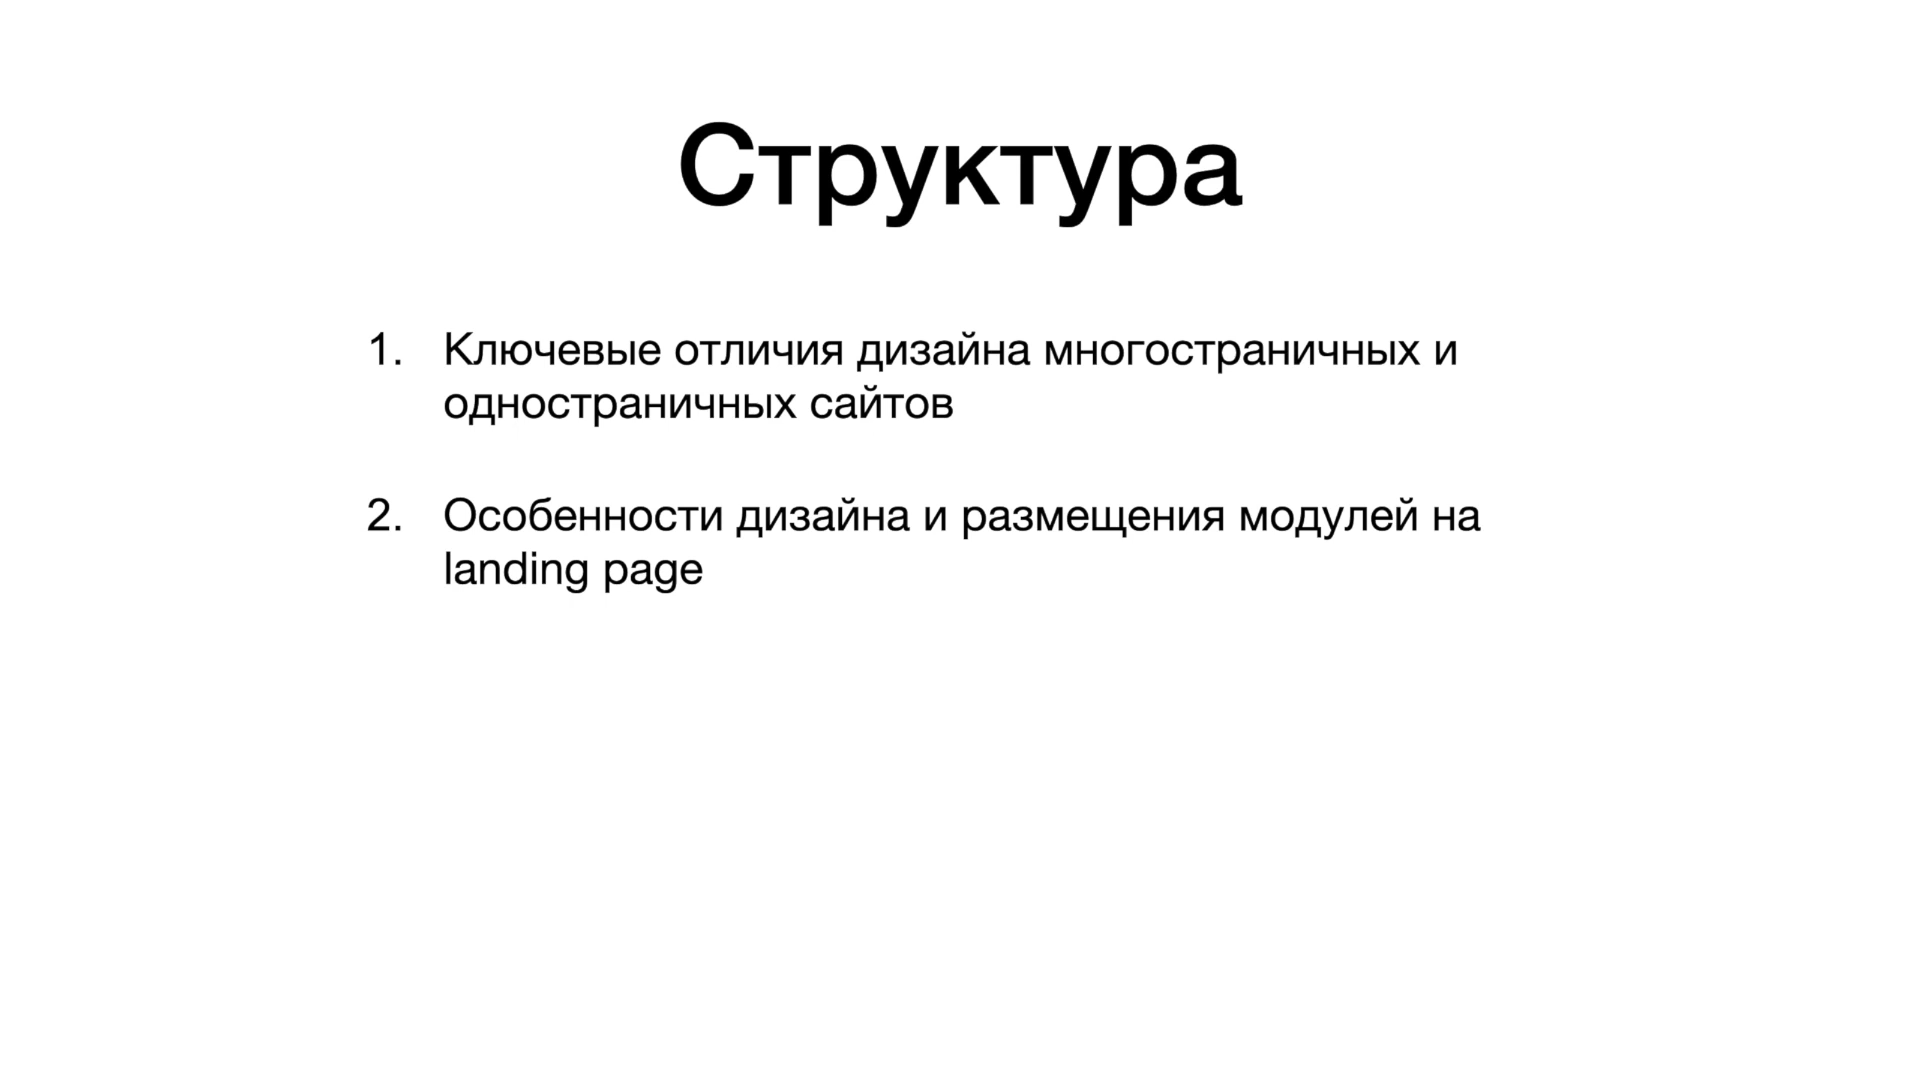 Структура
1. Ключевые отличия дизайна многостраничных и
одностраничных сайтов
2. Особенности дизайна и размещения модулей на
landing page